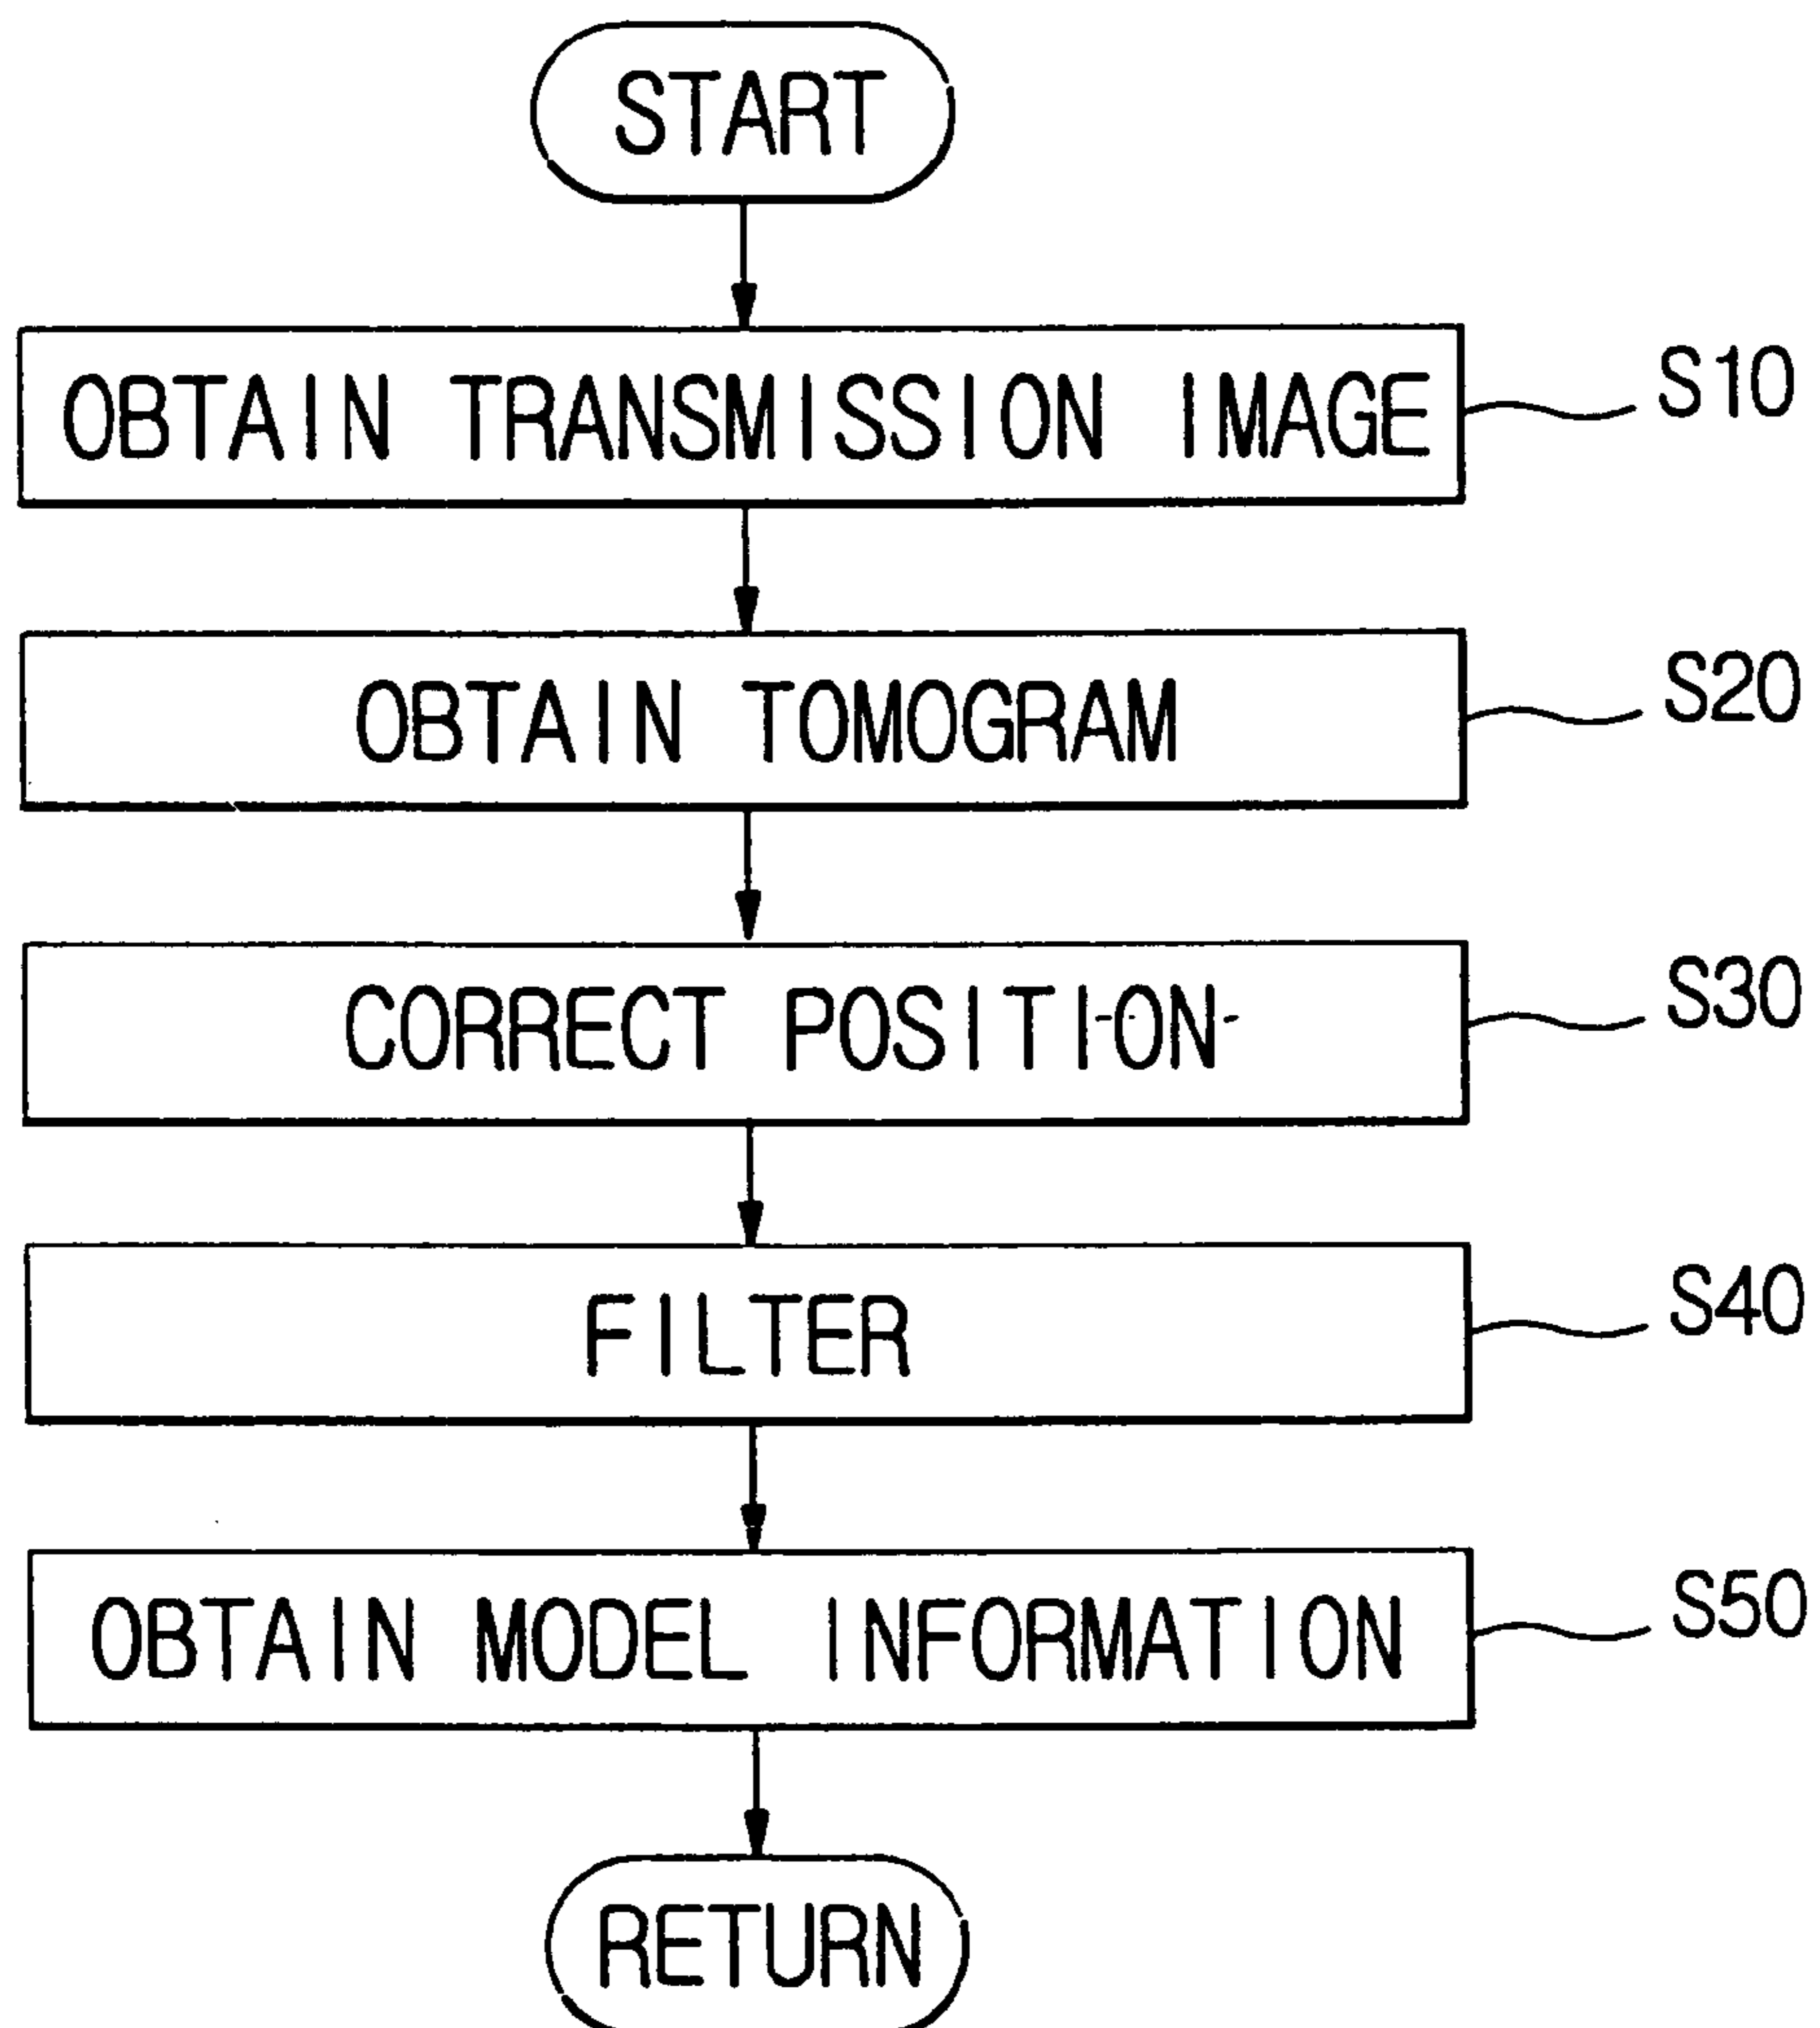 START
OBTAIN TRANSMISSION IMAGE
S10
OBTAIN TOMOGRAM
S20
CORRECT POSITION
S30
FILTER
S40
OBTAIN MODEL INFORMATION
S50
RETURN